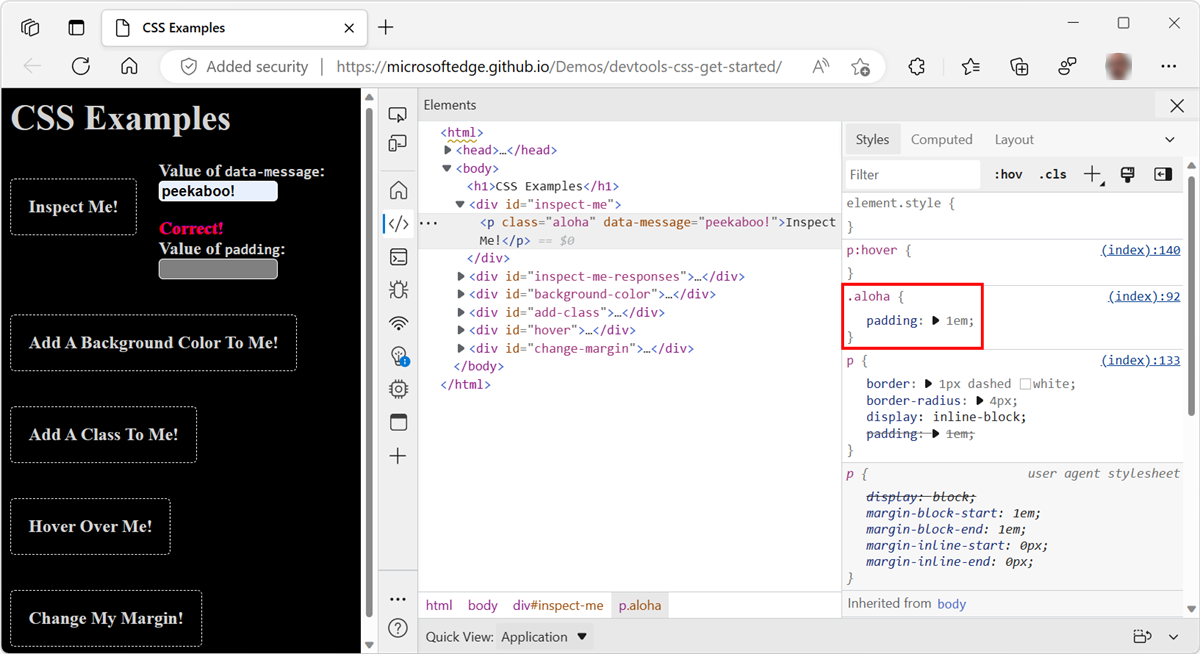 CSS Examples
Added security
https://microsoftedge.github.io/Demos/devtools-css-get-started/
CSS Examples
Inspect Me!
Value of data-message:
peekaboo!
Correct!
Value of padding:
Add A Background Color To Me!
Add A Class To Me!
Hover Over Me!
Change My Margin!
Elements
<html>
<head>…</head>
<body>
<h1>CSS Examples</h1>
<div id="inspect-me">
<p class="aloha" data-message="peekaboo!">Inspect
Me!</p> == $0
</div>
<div id="inspect-me-responses">…</div>
<div id="background-color">…</div>
<div id="add-class">…</div>
<div id="hover">…</div>
<div id="change-margin">…</div>
</body>
</html>
html body div#inspect-me p.aloha
Quick View: Application
Styles Computed Layout
Filter :hov .cls
element.style {
}
p:hover { (index):140
}
.aloha { (index):92
padding: 1em;
}
p { (index):133
border: 1px dashed white;
border-radius: 4px;
display: inline-block;
padding: 1em;
}
p { user agent stylesheet
display: block;
margin-block-start: 1em;
margin-block-end: 1em;
margin-inline-start: 0px;
margin-inline-end: 0px;
}
Inherited from body